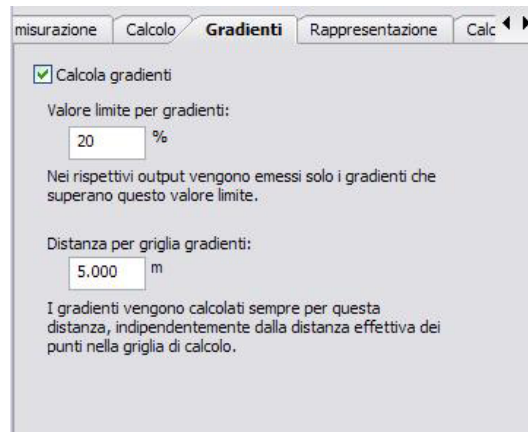 misurazione Calcolo Gradienti Rappresentazione Calc
Calcola gradienti
Valore limite per gradienti:
20 %
Nei rispettivi output vengono emessi solo i gradienti che
superano questo valore limite.
Distanza per griglia gradienti:
5.000 m
I gradienti vengono calcolati sempre per questa
distanza, indipendentemente dalla distanza effettiva dei
punti nella griglia di calcolo.